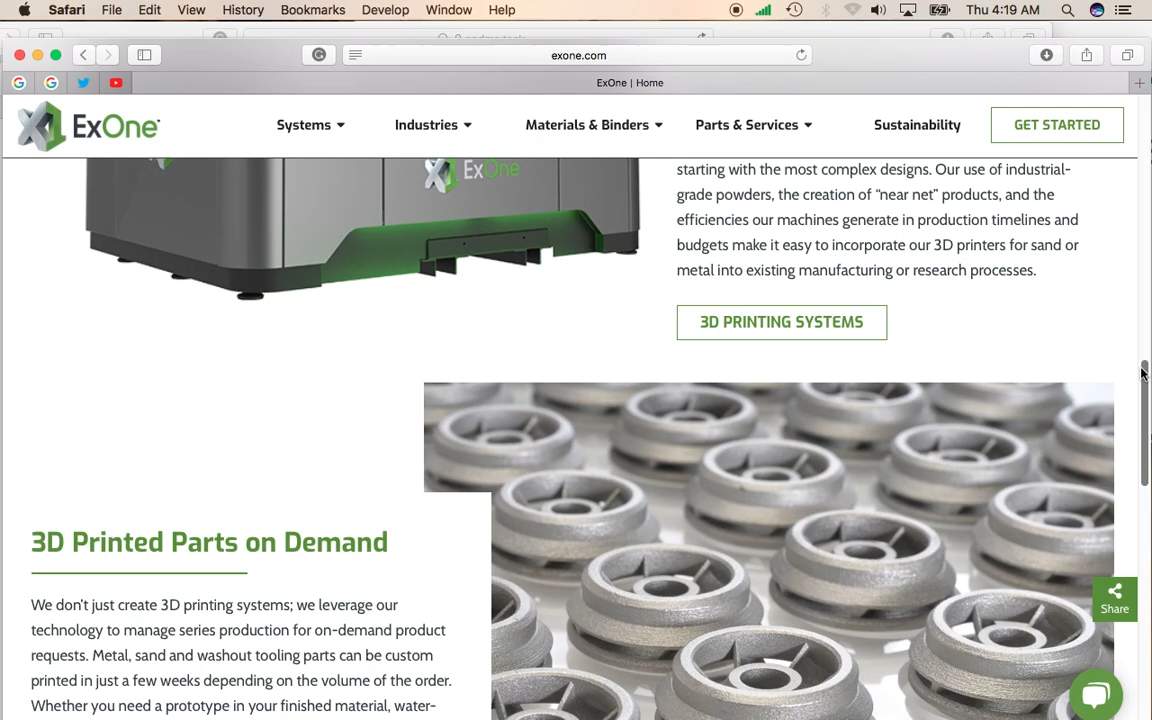 Safari File Edit View History Bookmarks Develop Window Help Thu 4:19 AM
exone.com
ExOne | Home
ExOne Systems Industries Materials & Binders Parts & Services Sustainability GET STARTED
ExOne
starting with the most complex designs. Our use of industrial-
grade powders, the creation of “near net” products, and the
efficiencies our machines generate in production timelines and
budgets make it easy to incorporate our 3D printers for sand or
metal into existing manufacturing or research processes.
3D PRINTING SYSTEMS
3D Printed Parts on Demand
We don't just create 3D printing systems; we leverage our
technology to manage series production for on-demand product
requests. Metal, sand and washout tooling parts can be custom
printed in just a few weeks depending on the volume of the order.
Whether you need a prototype in your finished material, water-
Share